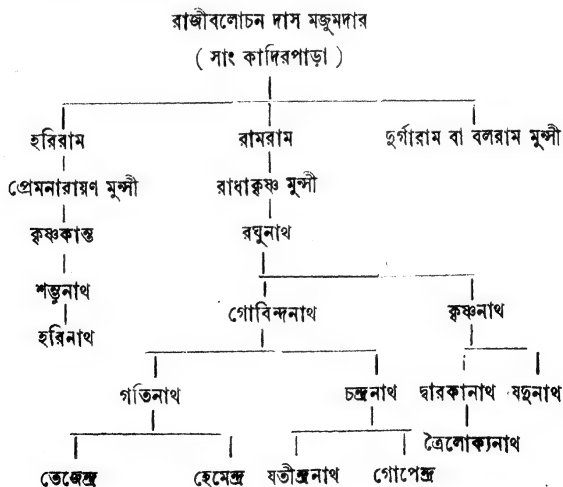 রাজীবলোচন দাস মজুমদার
( সাং কাদিরপাড়া )
হরিরাম রামরাম দুর্গারাম বা বলরাম মুন্সী
প্রেমনারায়ণ মুন্সী রাধাকৃষ্ণ মুন্সী
কৃষ্ণকান্ত রঘুনাথ
শম্ভুনাথ
গোবিন্দনাথ কৃষ্ণনাথ
হরিনাথ
গতিনাথ চন্দ্রনাথ দ্বারকানাথ যদুনাথ
ত্রৈলোক্যনাথ
তেজেন্দ্র হেমেন্দ্র যতীন্দ্রনাথ গোপেন্দ্র